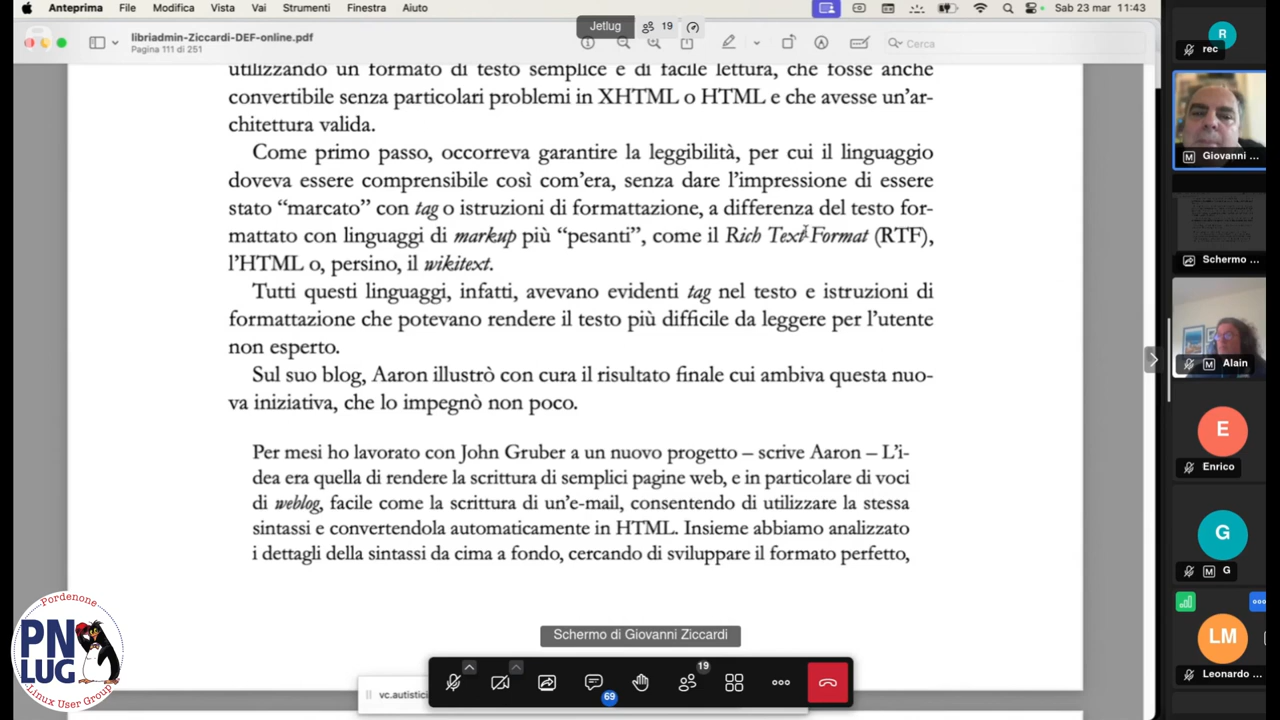 Anteprima File Modifica Vista Vai Strumenti Finestra Aiuto
Sab 23 mar 11:43
Jetlug 19
libriadmin-Ziccardi-DEF-online.pdf
Pagina 111 di 251
Cerca
utilizzando un formato di testo semplice e di facile lettura, che fosse anche
convertibile senza particolari problemi in XHTML o HTML e che avesse un'ar-
chitettura valida.
Come primo passo, occorreva garantire la leggibilità, per cui il linguaggio
doveva essere comprensibile così com'era, senza dare l'impressione di essere
stato “marcato” con tag o istruzioni di formattazione, a differenza del testo for-
mattato con linguaggi di markup più “pesanti”, come il Rich Text Format (RTF),
l'HTML o, persino, il wikitext.
Tutti questi linguaggi, infatti, avevano evidenti tag nel testo e istruzioni di
formattazione che potevano rendere il testo più difficile da leggere per l'utente
non esperto.
Sul suo blog, Aaron illustrò con cura il risultato finale cui ambiva questa nuo-
va iniziativa, che lo impegnò non poco.
Per mesi ho lavorato con John Gruber a un nuovo progetto – scrive Aaron – L'i-
dea era quella di rendere la scrittura di semplici pagine web, e in particolare di voci
di weblog, facile come la scrittura di un'e-mail, consentendo di utilizzare la stessa
sintassi e convertendola automaticamente in HTML. Insieme abbiamo analizzato
i dettagli della sintassi da cima a fondo, cercando di sviluppare il formato perfetto,
Schermo di Giovanni Ziccardi
vc.autistici
69
19
Pordenone
PN
LUG
Linux User Group
R
rec
M Giovanni ...
Schermo ...
M Alain
E
Enrico
G
M G
LM
Leonardo ...